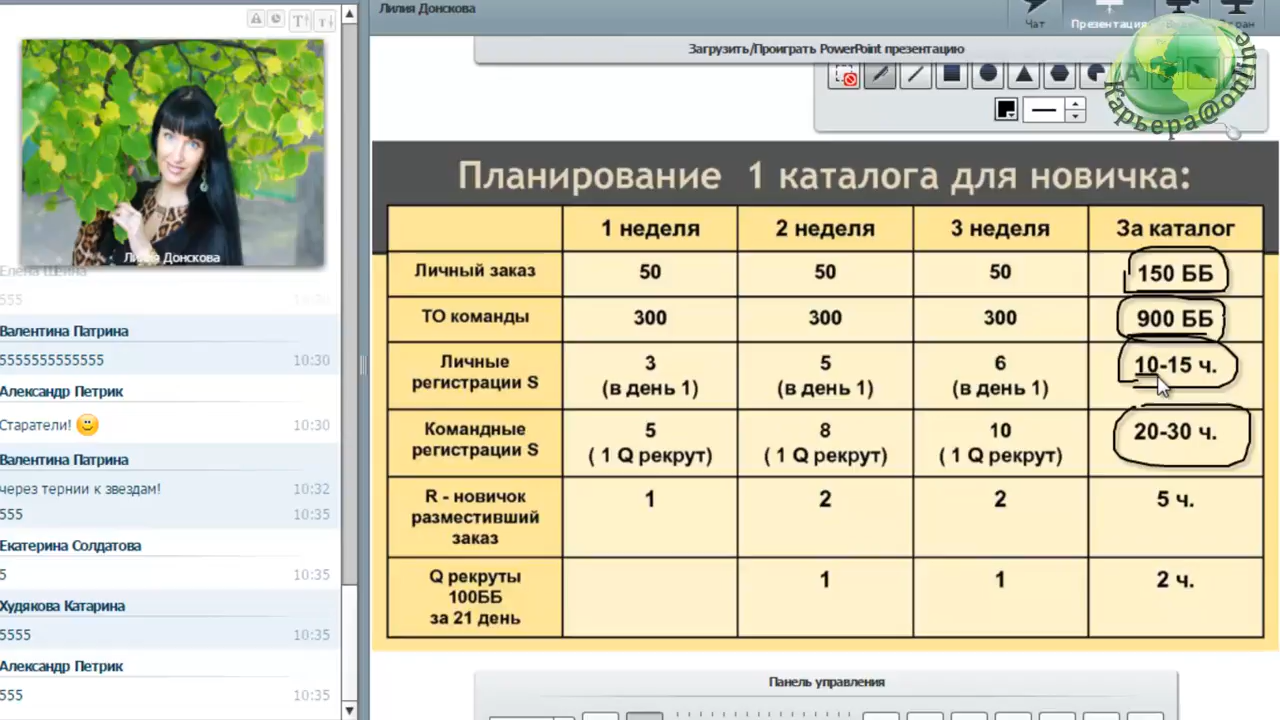 Лилия Донскова
Чат
Презентация
Загрузить/Проиграть PowerPoint презентацию
Карьера@online
Лилия Донскова
Елена Шеина
555
Валентина Патрина
5555555555555 10:30
Александр Петрик
Старатели! 10:30
Валентина Патрина
через тернии к звездам! 10:32
555 10:35
Екатерина Солдатова
5 10:35
Худякова Катарина
5555 10:35
Александр Петрик
555 10:35
Планирование 1 каталога для новичка:
1 неделя 2 неделя 3 неделя За каталог
Личный заказ 50 50 50 150 ББ
ТО команды 300 300 300 900 ББ
Личные 3 5 6 10-15 ч.
регистрации S (в день 1) (в день 1) (в день 1)
Командные 5 8 10 20-30 ч.
регистрации S ( 1 Q рекрут) ( 1 Q рекрут) ( 1 Q рекрут)
R - новичок 1 2 2 5 ч.
разместивший
заказ
Q рекруты 1 1 2 ч.
100ББ
за 21 день
Панель управления